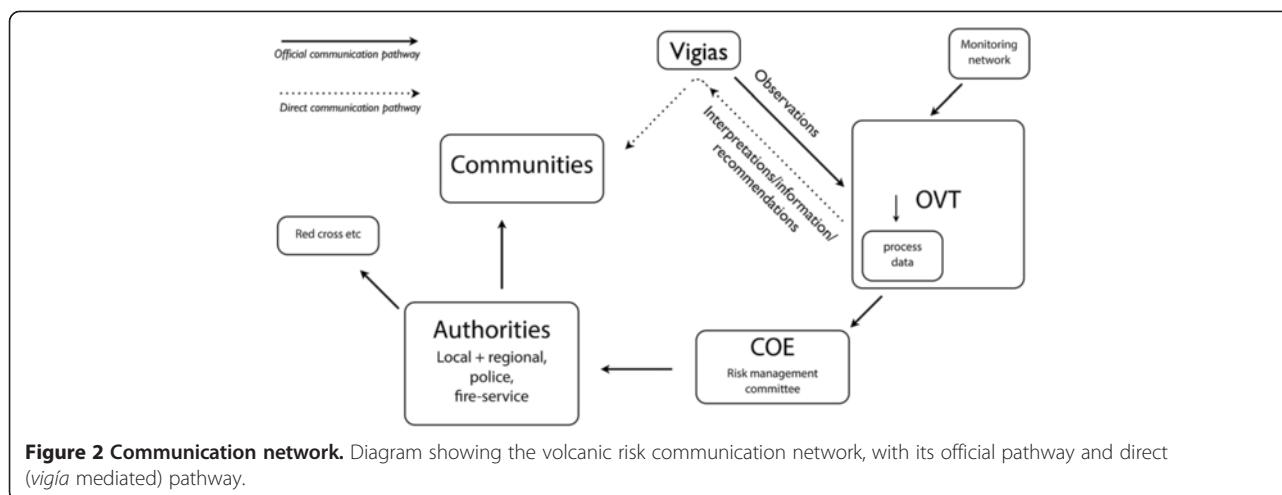 Official communication pathway
Direct communication pathway
Vigias
Monitoring
network
Observations
Interpretations/information/
recommendations
Communities
OVT
process
data
Red cross etc
Authorities
Local + regional,
police,
fire-service
COE
Risk management
committee
Figure 2 Communication network. Diagram showing the volcanic risk communication network, with its official pathway and direct
(vigía mediated) pathway.